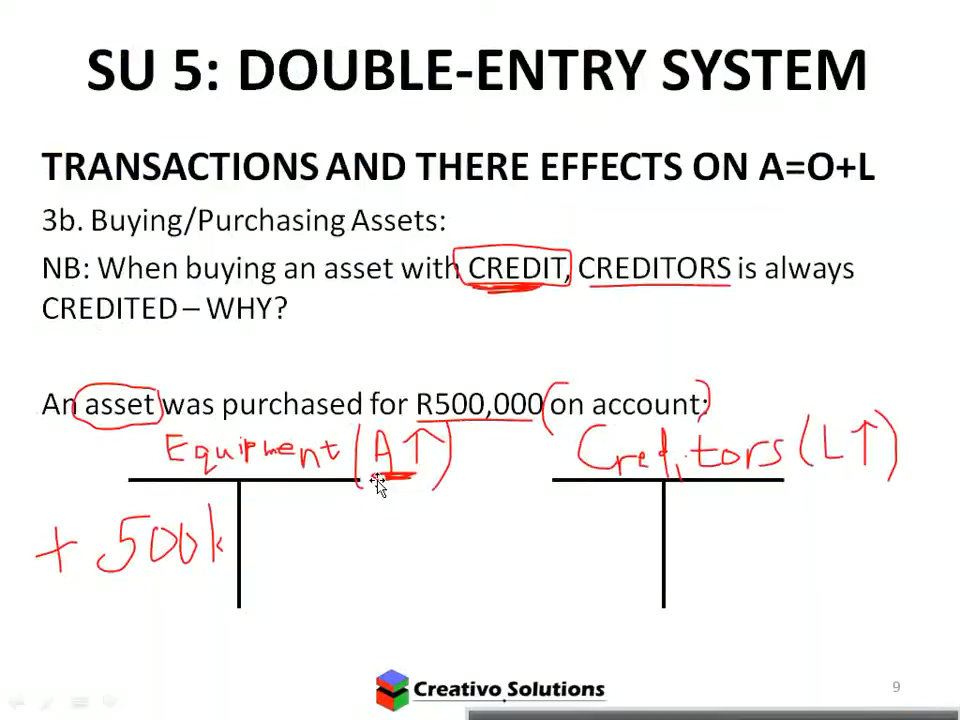 SU 5: DOUBLE-ENTRY SYSTEM
TRANSACTIONS AND THERE EFFECTS ON A=O+L
3b. Buying/Purchasing Assets:
NB: When buying an asset with CREDIT, CREDITORS is always
CREDITED – WHY?
An asset was purchased for R500,000 on account:
Equipment (A↑)
Creditors (L↑)
+ 500k
Creativo Solutions
9